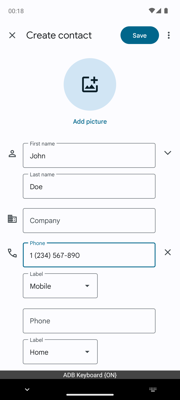 00:18
Create contact
Save
Add picture
First name
John
Last name
Doe
Company
Phone
1 (234) 567-890
Label
Mobile
Phone
Label
Home
ADB Keyboard {ON}